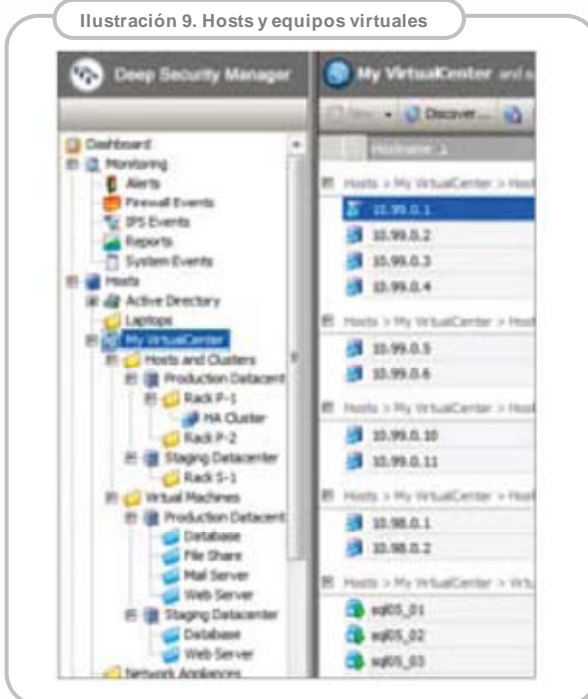 Ilustración 9. Hosts y equipos virtuales
Deep Security Manager
Dashboard
Monitoring
Alerts
Firewall Events
IPS Events
Reports
System Events
Hosts
Active Directory
Laptops
My VirtualCenter
Hosts and Clusters
Production Datacent
Rack P-1
HA Cluster
Rack P-2
Staging Datacenter
Rack S-1
Virtual Machines
Production Datacent
Database
File Share
Mail Server
Web Server
Staging Datacenter
Database
Web Server
Network Appliances
My VirtualCenter
New Discover...
Hostname
Hosts > My VirtualCenter > Host
10.99.0.1
10.99.0.2
10.99.0.3
10.99.0.4
Hosts > My VirtualCenter > Host
10.99.0.5
10.99.0.6
Hosts > My VirtualCenter > Host
10.99.0.10
10.99.0.11
Hosts > My VirtualCenter > Host
10.98.0.1
10.98.0.2
Hosts > My VirtualCenter > Virtu
sql05_01
sql05_02
sql05_03